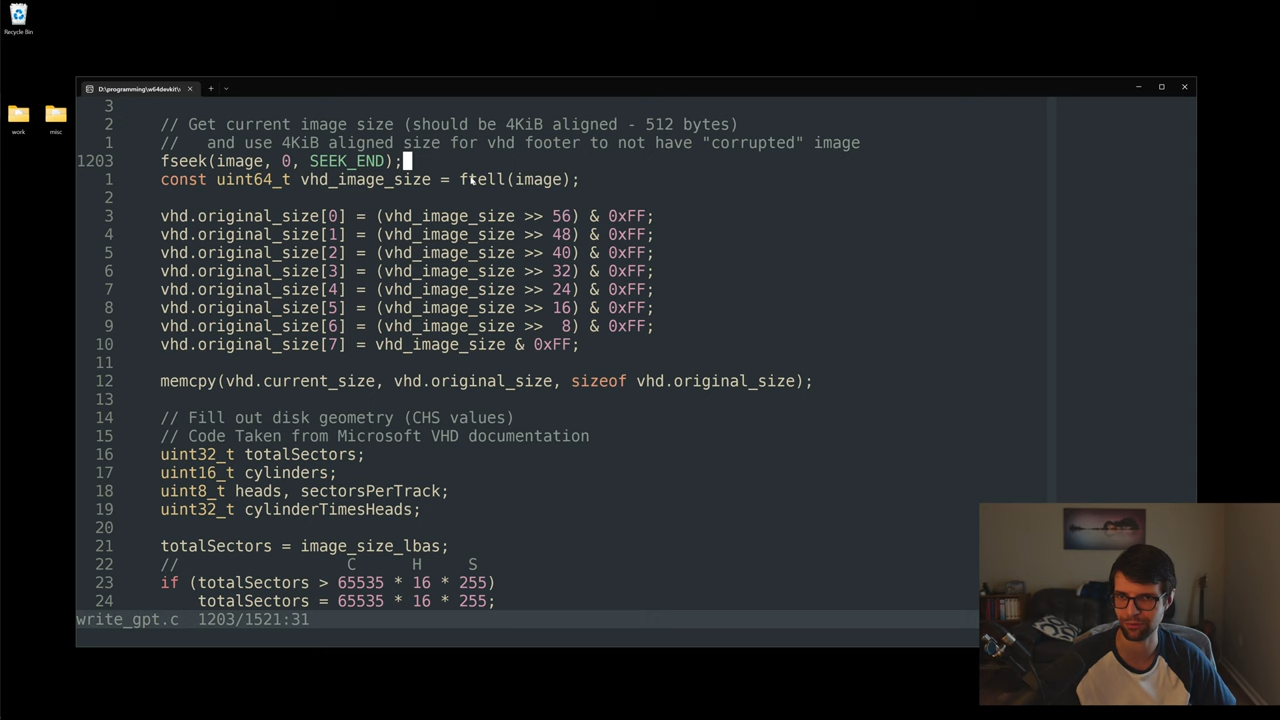 Recycle Bin
work
misc
D:\programming\w64devkit\
3
2 // Get current image size (should be 4KiB aligned - 512 bytes)
1 //   and use 4KiB aligned size for vhd footer to not have "corrupted" image
1203 fseek(image, 0, SEEK_END);
1 const uint64_t vhd_image_size = ftell(image);
2
3 vhd.original_size[0] = (vhd_image_size >> 56) & 0xFF;
4 vhd.original_size[1] = (vhd_image_size >> 48) & 0xFF;
5 vhd.original_size[2] = (vhd_image_size >> 40) & 0xFF;
6 vhd.original_size[3] = (vhd_image_size >> 32) & 0xFF;
7 vhd.original_size[4] = (vhd_image_size >> 24) & 0xFF;
8 vhd.original_size[5] = (vhd_image_size >> 16) & 0xFF;
9 vhd.original_size[6] = (vhd_image_size >>  8) & 0xFF;
10 vhd.original_size[7] = vhd_image_size & 0xFF;
11
12 memcpy(vhd.current_size, vhd.original_size, sizeof vhd.original_size);
13
14 // Fill out disk geometry (CHS values)
15 // Code Taken from Microsoft VHD documentation
16 uint32_t totalSectors;
17 uint16_t cylinders;
18 uint8_t heads, sectorsPerTrack;
19 uint32_t cylinderTimesHeads;
20
21 totalSectors = image_size_lbas;
22 //                  C      H     S
23 if (totalSectors > 65535 * 16 * 255)
24     totalSectors = 65535 * 16 * 255;
write_gpt.c  1203/1521:31